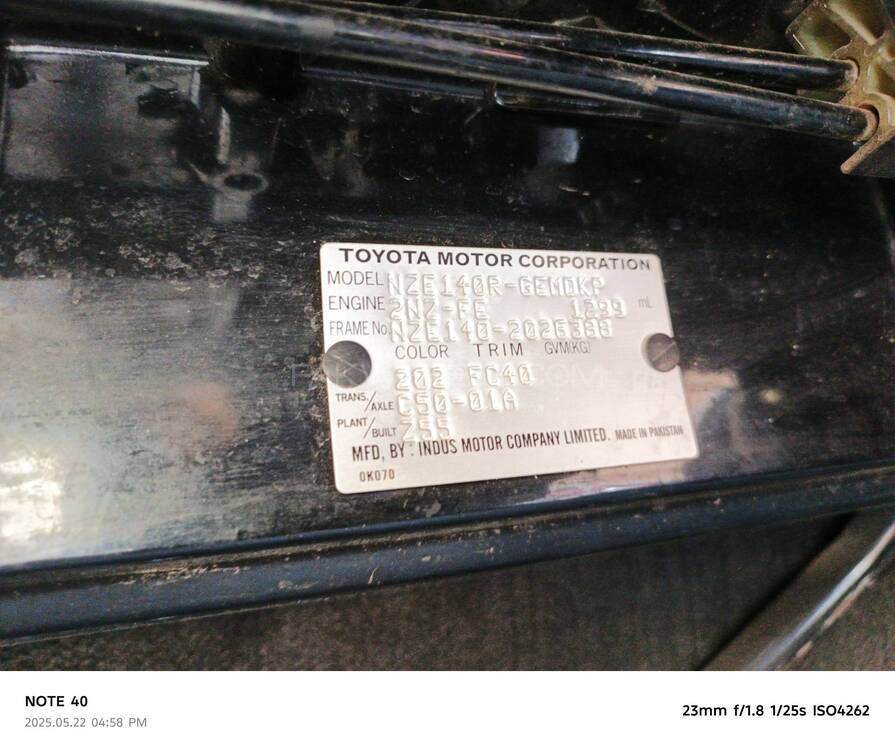 TOYOTA MOTOR CORPORATION
MODEL NZE140R-GEMDKP
ENGINE 2NZ-FE 1299 mL
FRAME No. NZE140-2026388
COLOR TRIM GVM(KG)
202 FC40
TRANS./AXLE C50-01A
PLANT/BUILT Z55
MFD, BY : INDUS MOTOR COMPANY LIMITED. MADE IN PAKISTAN
0K070
NOTE 40
2025.05.22 04:58 PM
23mm f/1.8 1/25s ISO4262